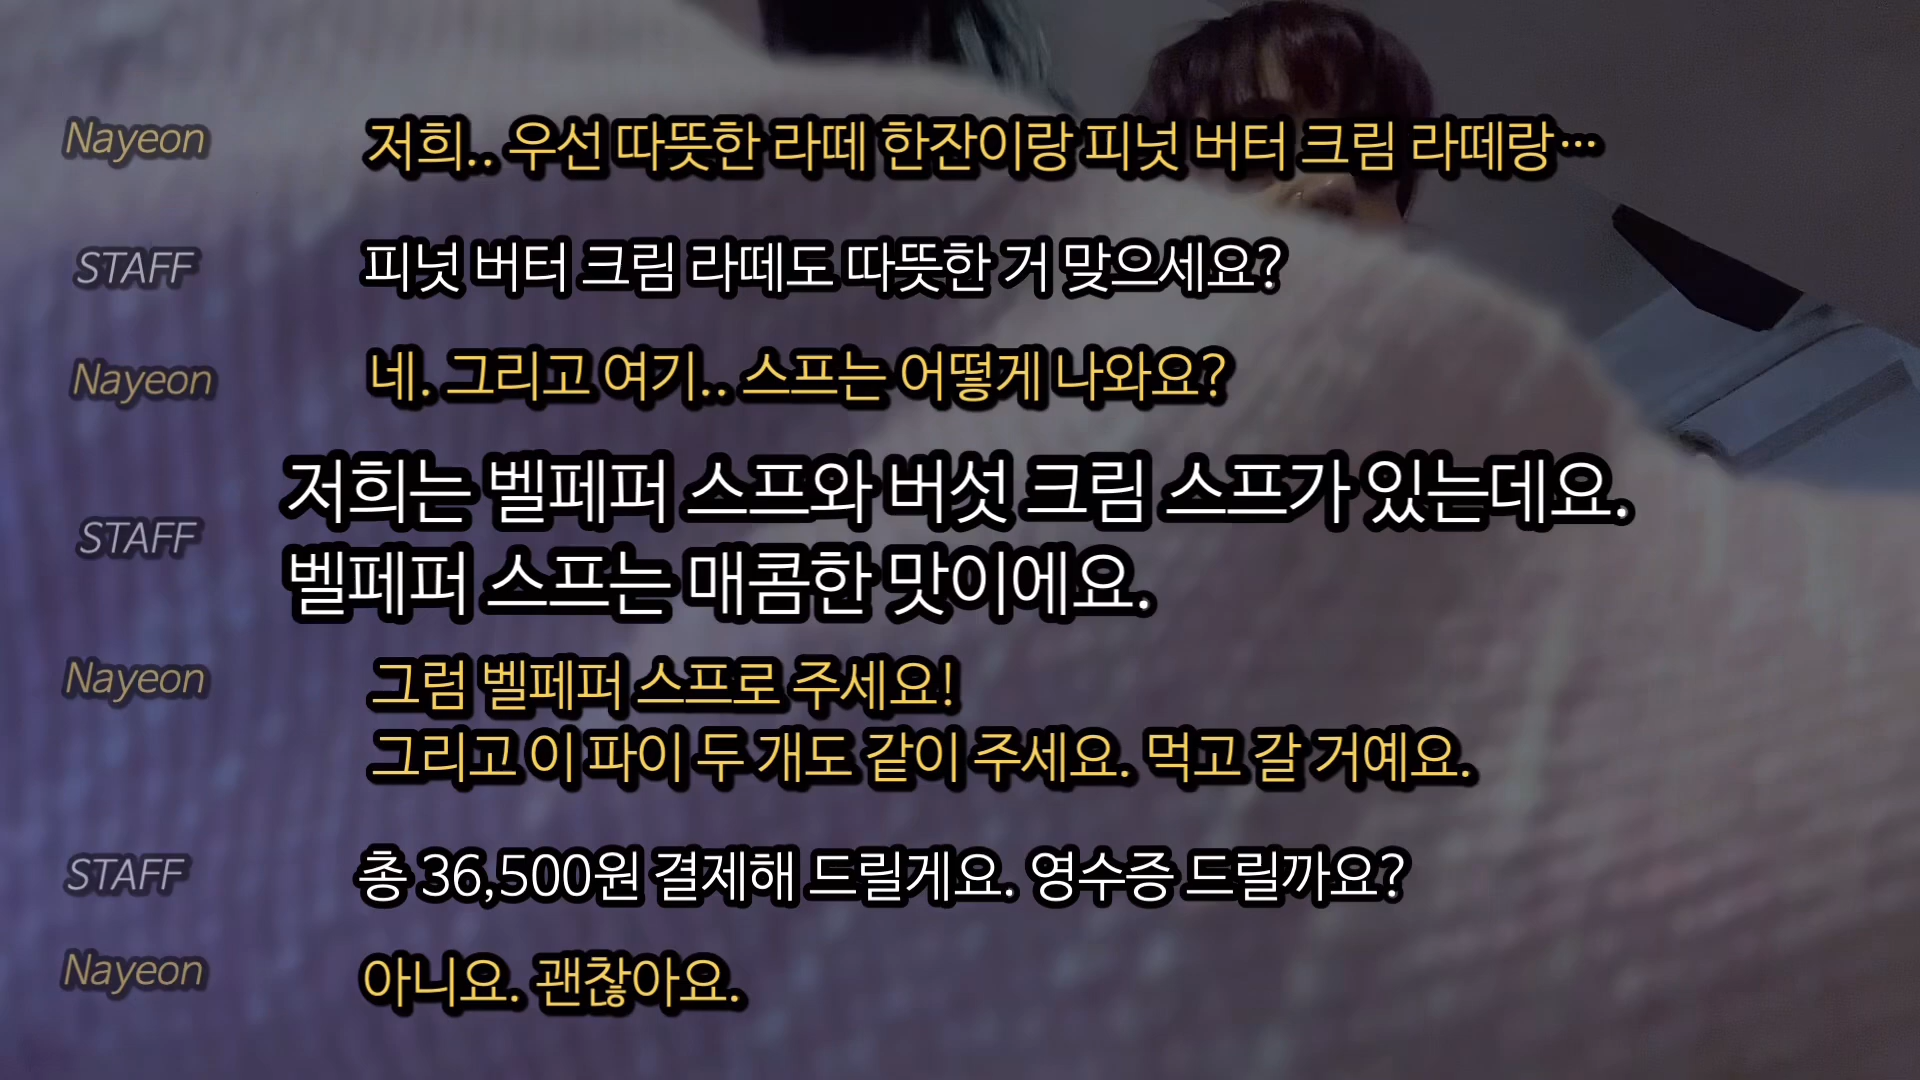 Nayeon 저희.. 우선 따뜻한 라떼 한잔이랑 피넛 버터 크림 라떼랑…
STAFF 피넛 버터 크림 라떼도 따뜻한 거 맞으세요?
Nayeon 네. 그리고 여기.. 스프는 어떻게 나와요?
STAFF 저희는 벨페퍼 스프와 버섯 크림 스프가 있는데요.
벨페퍼 스프는 매콤한 맛이에요.
Nayeon 그럼 벨페퍼 스프로 주세요!
그리고 이 파이 두 개도 같이 주세요. 먹고 갈 거예요.
STAFF 총 36,500원 결제해 드릴게요. 영수증 드릴까요?
Nayeon 아니요. 괜찮아요.